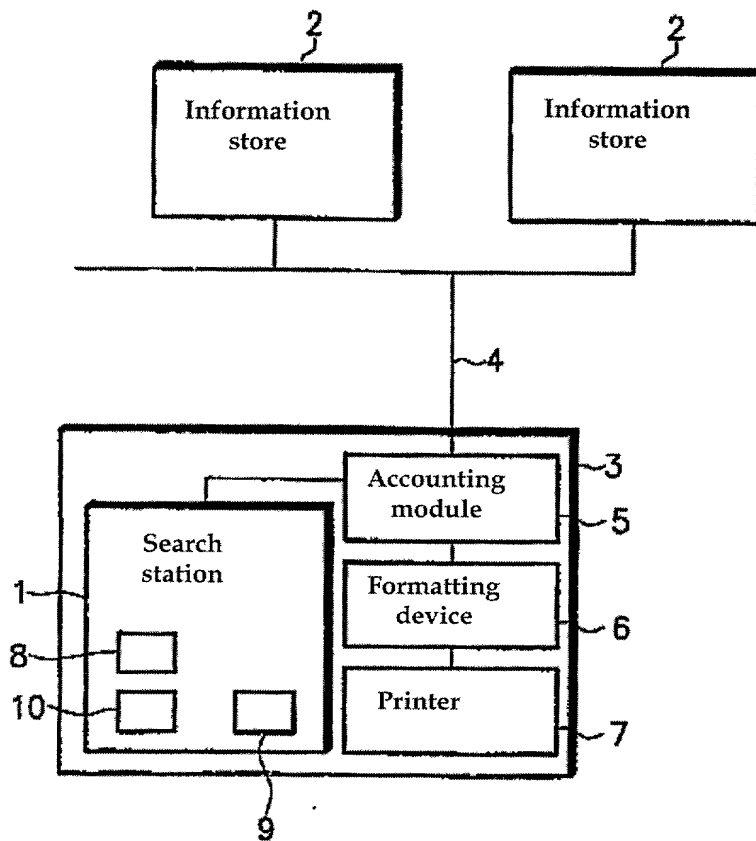 2
2
Information
store
Information
store
4
3
Accounting
module
5
Search
station
1
Formatting
device
6
8
10
Printer
7
9